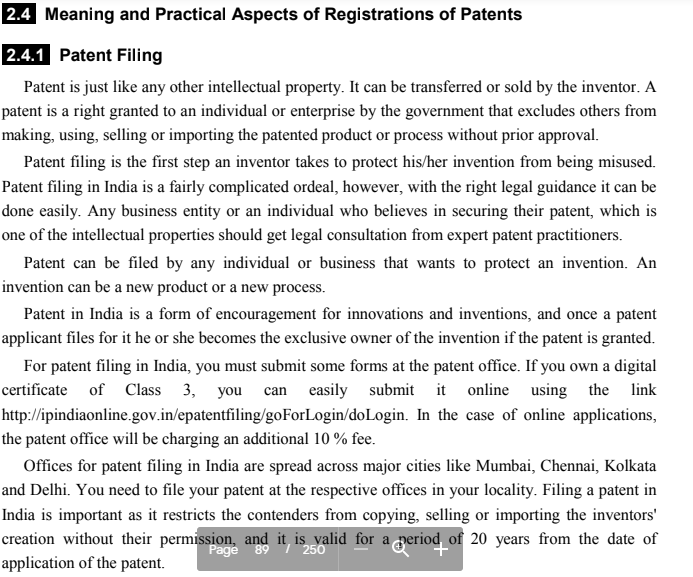 2.4 Meaning and Practical Aspects of Registrations of Patents
2.4.1 Patent Filing
Patent is just like any other intellectual property. It can be transferred or sold by the inventor. A
patent is a right granted to an individual or enterprise by the government that excludes others from
making, using, selling or importing the patented product or process without prior approval.
Patent filing is the first step an inventor takes to protect his/her invention from being misused.
Patent filing in India is a fairly complicated ordeal, however, with the right legal guidance it can be
done easily. Any business entity or an individual who believes in securing their patent, which is
one of the intellectual properties should get legal consultation from expert patent practitioners.
Patent can be filed by any individual or business that wants to protect an invention. An
invention can be a new product or a new process.
Patent in India is a form of encouragement for innovations and inventions, and once a patent
applicant files for it he or she becomes the exclusive owner of the invention if the patent is granted.
For patent filing in India, you must submit some forms at the patent office. If you own a digital
certificate of Class 3, you can easily submit it online using the link
http://ipindiaonline.gov.in/epatentfiling/goForLogin/doLogin. In the case of online applications,
the patent office will be charging an additional 10 % fee.
Offices for patent filing in India are spread across major cities like Mumbai, Chennai, Kolkata
and Delhi. You need to file your patent at the respective offices in your locality. Filing a patent in
India is important as it restricts the contenders from copying, selling or importing the inventors'
creation without their permission, and it is valid for a period of 20 years from the date of
Page 89 / 250
application of the patent.